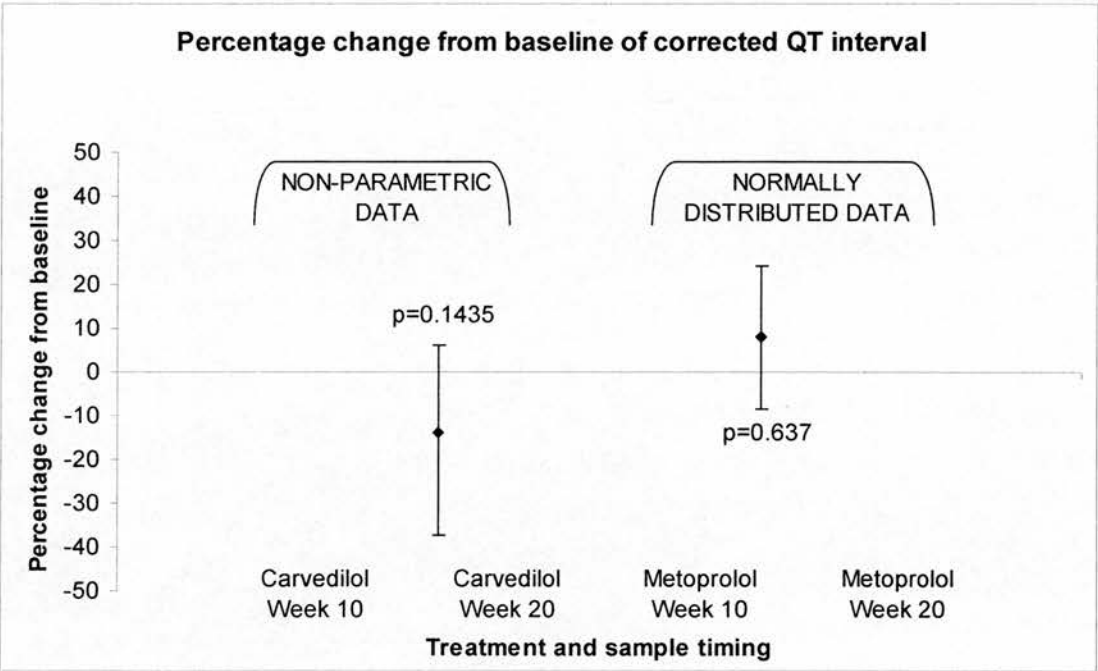 Percentage change from baseline of corrected QT interval
Percentage change from baseline
50
40
30
20
10
0
-10
-20
-30
-40
-50
NON-PARAMETRIC
DATA
NORMALLY
DISTRIBUTED DATA
p=0.1435
p=0.637
Carvedilol
Week 10
Carvedilol
Week 20
Metoprolol
Week 10
Metoprolol
Week 20
Treatment and sample timing